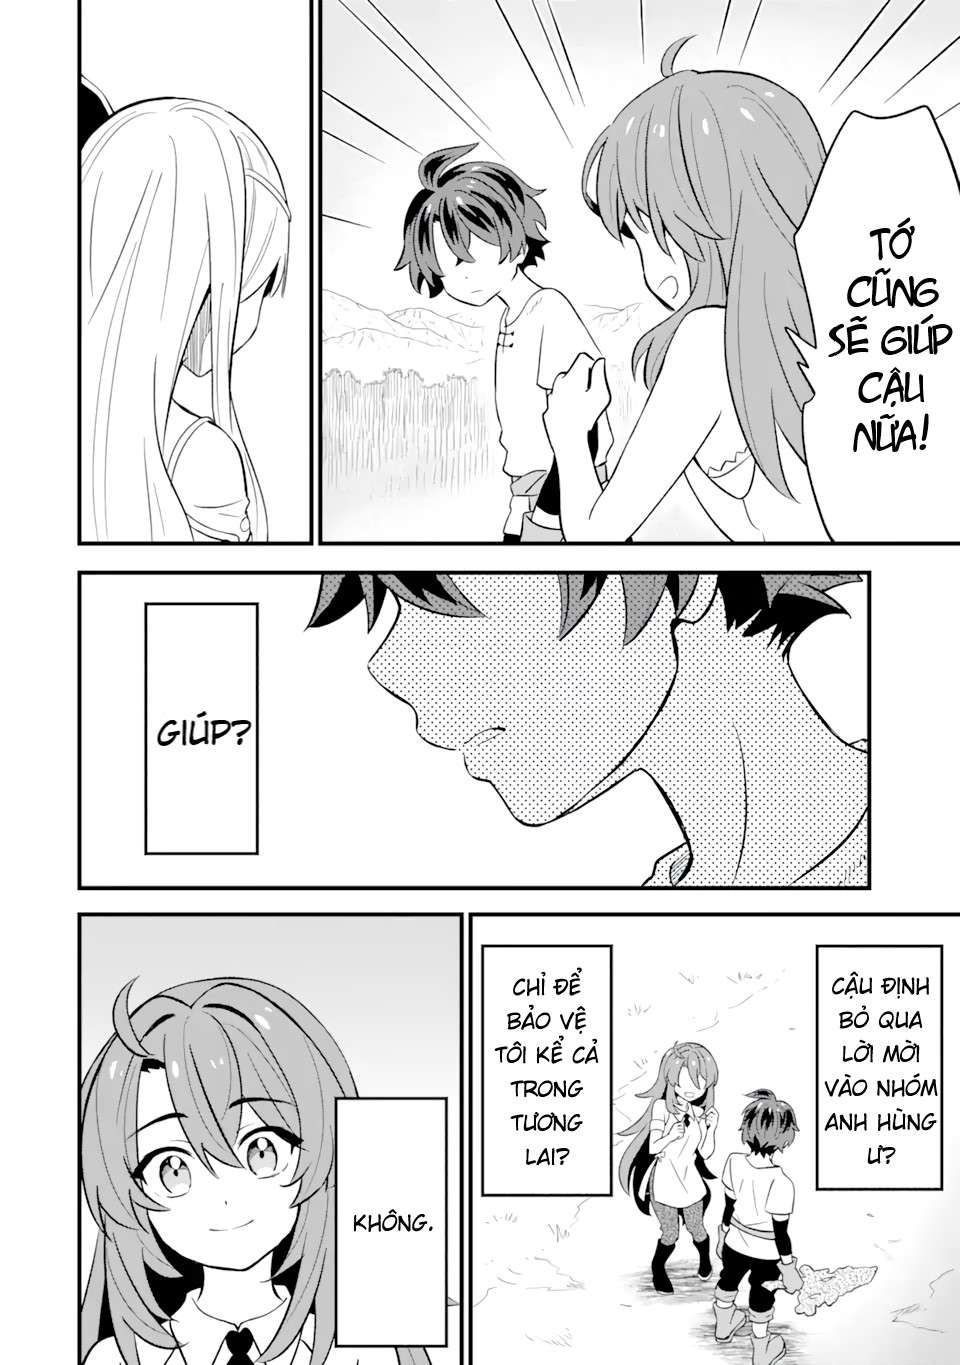 TỚ
CŨNG
SẼ GIÚP
CẬU
NỮA!
GIÚP?
CẬU ĐỊNH
BỎ QUA
LỜI MỜI
VÀO NHÓM
ANH HÙNG
Ư?
CHỈ ĐỂ
BẢO VỆ
TÔI KỂ CẢ
TRONG
TƯƠNG
LAI?
KHÔNG.